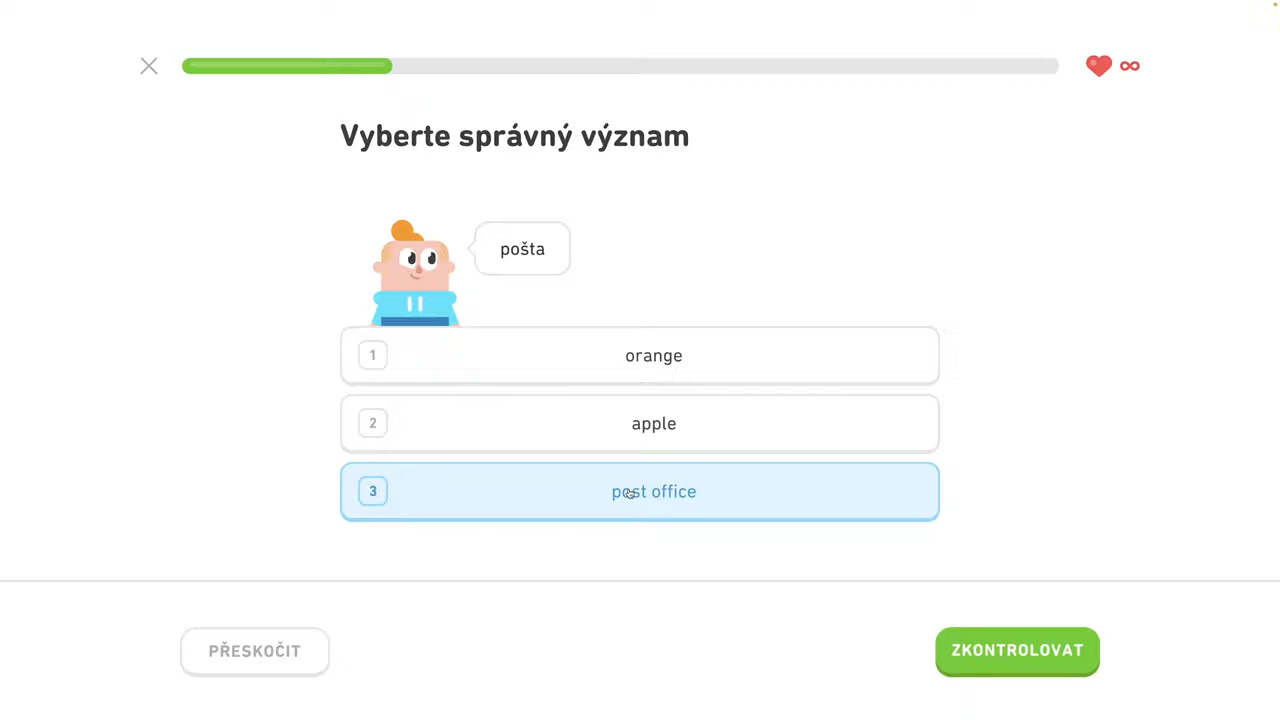 ∞
Vyberte správný význam
pošta
1 orange
2 apple
3 post office
PŘESKOČIT
ZKONTROLOVAT